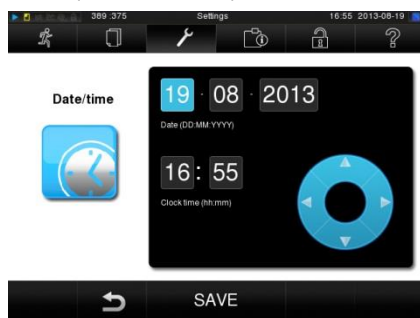 389 :375 Settings 16:55 2013-08-19
?
Date/time
19 · 08 · 2013
Date (DD:MM:YYYY)
16 : 55
Clock time (hh:mm)
SAVE